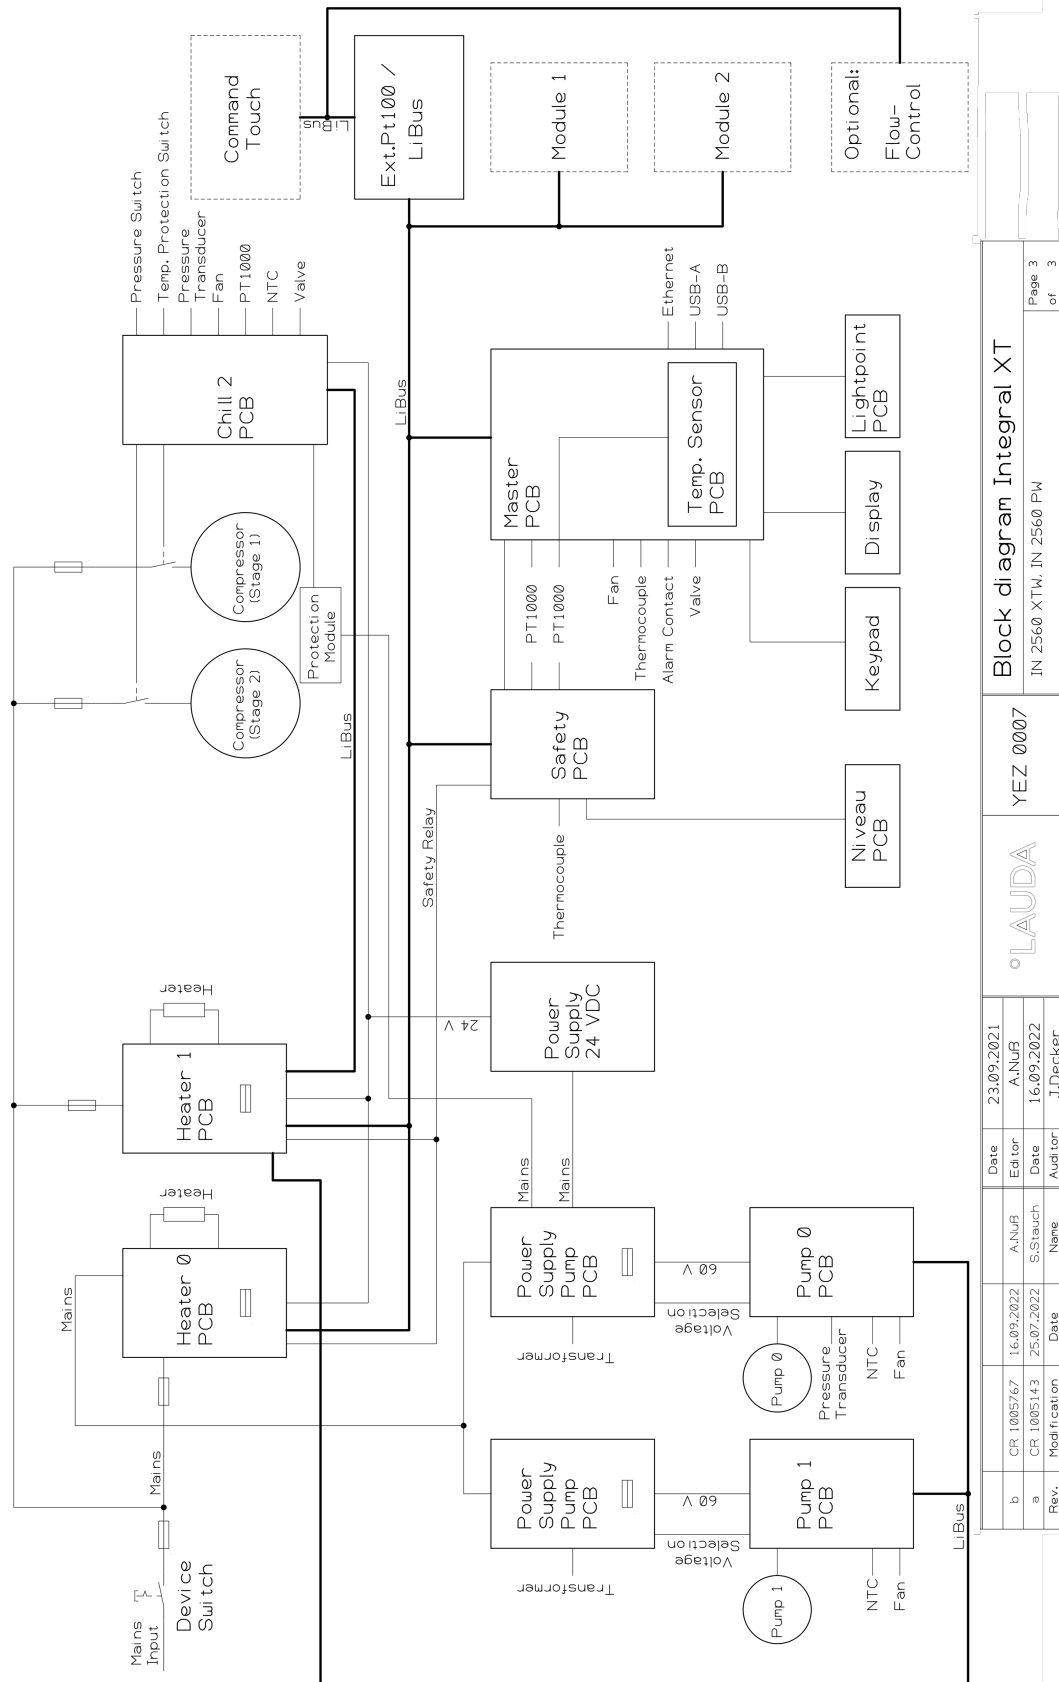 Mains
Input
Device
Switch
Mains
Mains
Heater 0
PCB
Heater
Heater 1
PCB
Heater
Compressor
(Stage 2)
Compressor
(Stage 1)
Protection
Module
Chill 2
PCB
Pressure Switch
Temp. Protection Switch
Pressure
Transducer
Fan
PT1000
NTC
Valve
Command
Touch
LiBus
Ext.Pt100 /
LiBus
LiBus
LiBus
Safety Relay
24 V
Transformer
Power
Supply
Pump
PCB
Transformer
Power
Supply
Pump
PCB
Mains
Mains
Power
Supply
24 VDC
Thermocouple
Safety
PCB
PT1000
PT1000
Fan
Thermocouple
Alarm Contact
Valve
Master
PCB
Temp. Sensor
PCB
Ethernet
USB-A
USB-B
Module 1
Module 2
Optional:
Flow-
Control
Voltage
Selection
60 V
Voltage
Selection
60 V
Pump 1
Pump 1
PCB
NTC
Fan
Pump 0
Pump 0
PCB
Pressure
Transducer
NTC
Fan
LiBus
Niveau
PCB
Keypad
Display
Lightpoint
PCB
b
CR 1005767
16.09.2022
A.Nuß
a
CR 1005143
25.07.2022
S.Stauch
Rev.
Modification
Date
Name
Date
23.09.2021
Editor
A.Nuß
Date
16.09.2022
Auditor
J.Decker
°LAUDA
YEZ 0007
Block diagram Integral XT
IN 2560 XTW, IN 2560 PW
Page 3
of 3